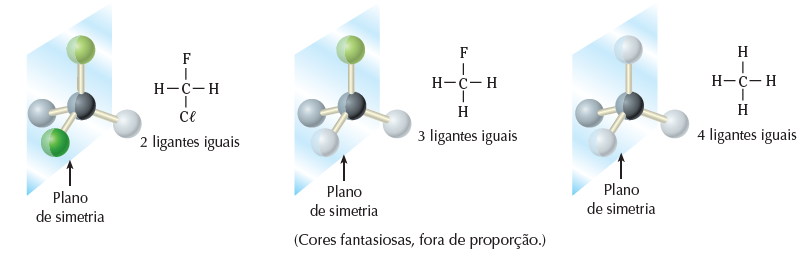 F
H—C—H
Cℓ
2 ligantes iguais
Plano
de simetria
F
H—C—H
H
3 ligantes iguais
Plano
de simetria
H
H—C—H
H
4 ligantes iguais
Plano
de simetria
(Cores fantasiosas, fora de proporção.)